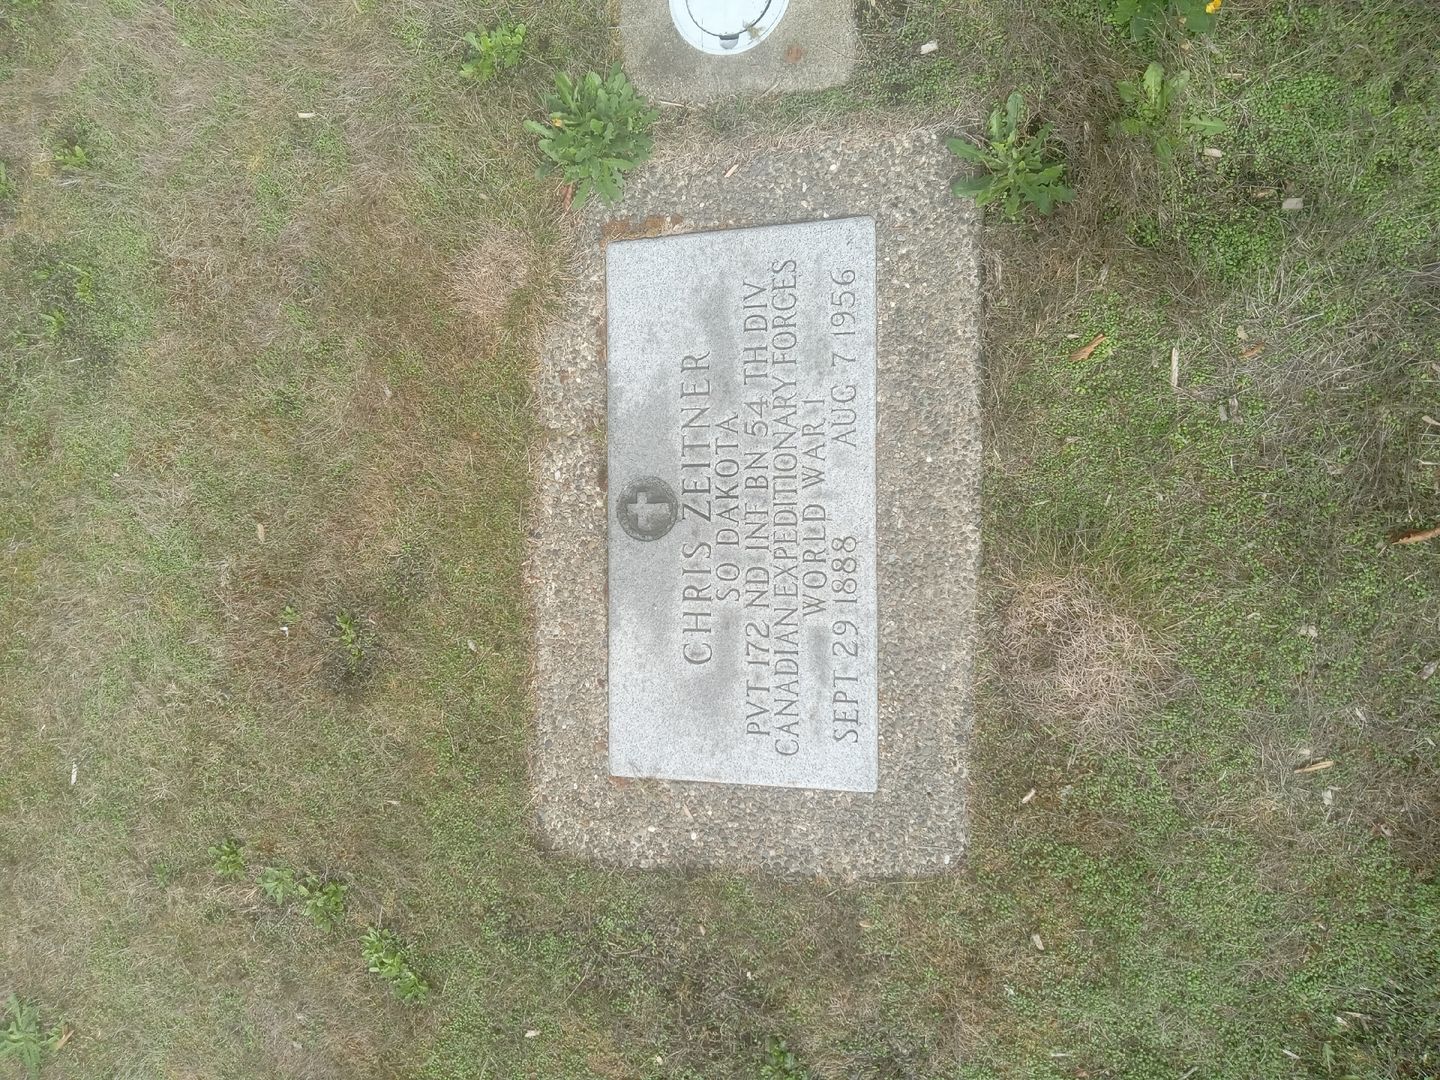 CHRIS ZEITNER
SO DAKOTA
PVT 172 ND INF BN 54 TH DIV
CANADIAN EXPEDITIONARY FORCES
WORLD WAR I
SEPT 29 1888 AUG 7 1956